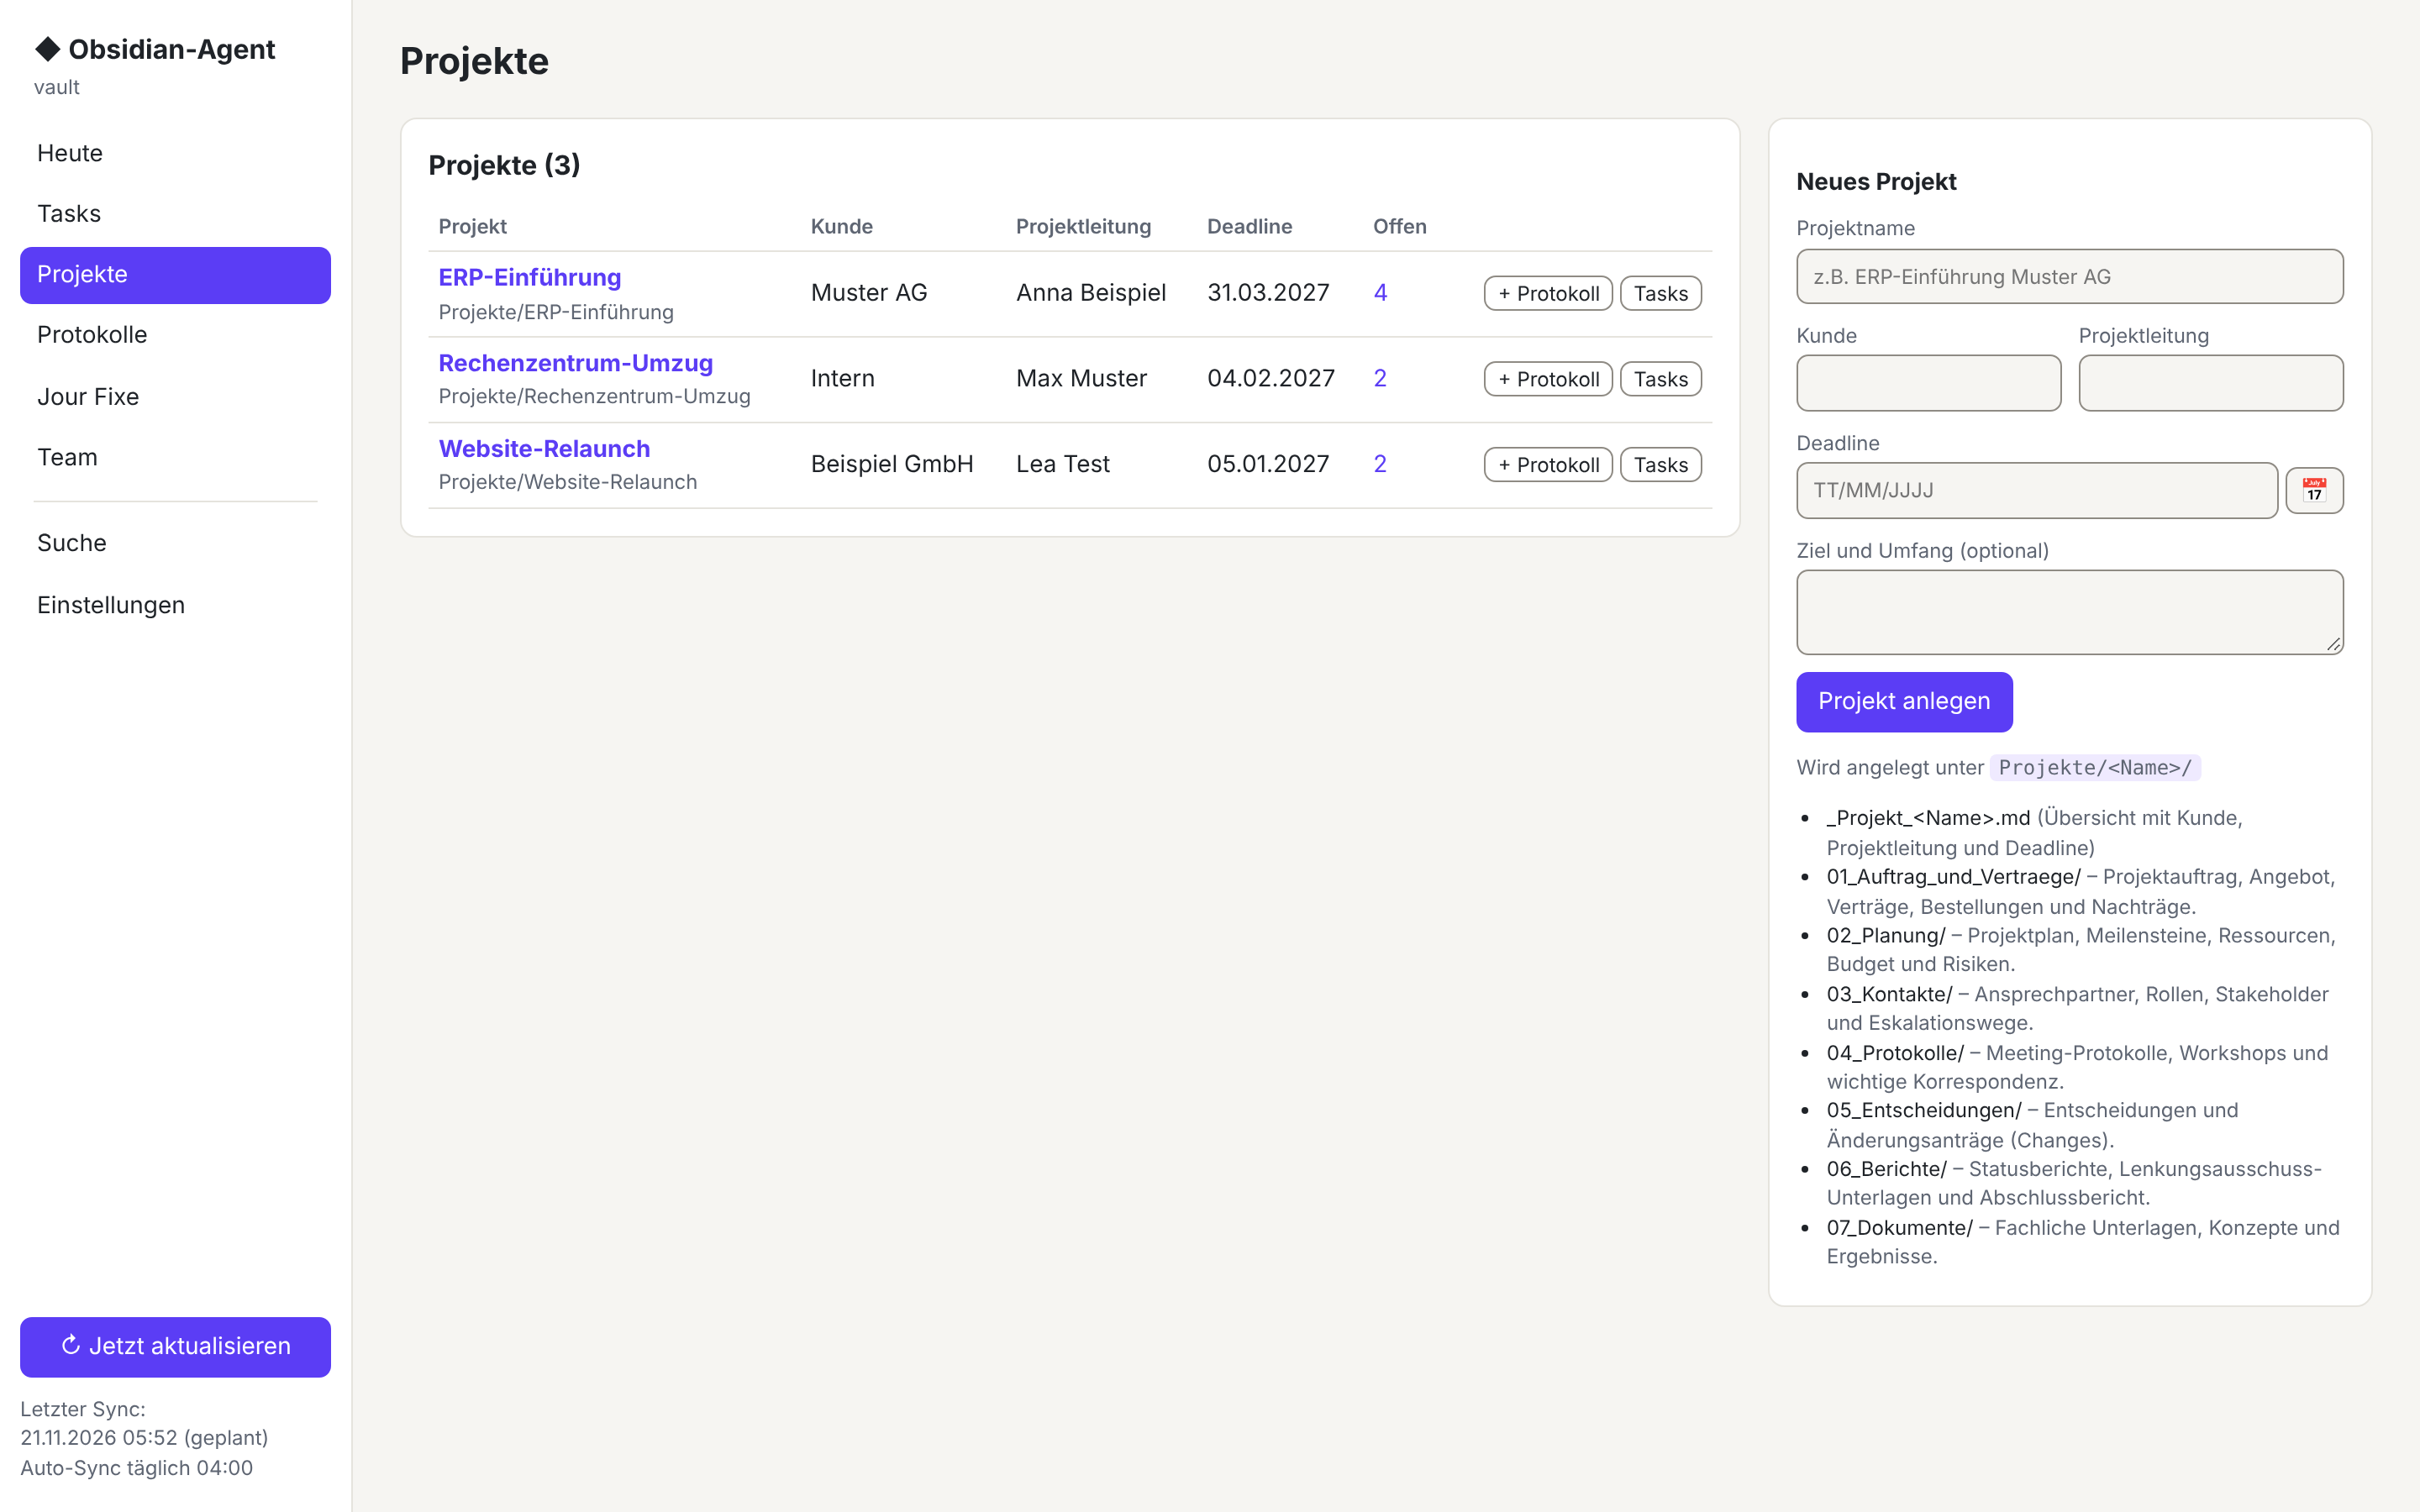 ◆ Obsidian-Agent
vault
Heute
Tasks
Projekte
Protokolle
Jour Fixe
Team
Suche
Einstellungen
↻ Jetzt aktualisieren
Letzter Sync:
21.11.2026 05:52 (geplant)
Auto-Sync täglich 04:00
Projekte
Projekte (3)
Projekt Kunde Projektleitung Deadline Offen
ERP-Einführung
Projekte/ERP-Einführung
Muster AG Anna Beispiel 31.03.2027 4 + Protokoll Tasks
Rechenzentrum-Umzug
Projekte/Rechenzentrum-Umzug
Intern Max Muster 04.02.2027 2 + Protokoll Tasks
Website-Relaunch
Projekte/Website-Relaunch
Beispiel GmbH Lea Test 05.01.2027 2 + Protokoll Tasks
Neues Projekt
Projektname
z.B. ERP-Einführung Muster AG
Kunde Projektleitung
Deadline
TT/MM/JJJJ
July 17
Ziel und Umfang (optional)
Projekt anlegen
Wird angelegt unter Projekte/<Name>/
• _Projekt_<Name>.md (Übersicht mit Kunde,
Projektleitung und Deadline)
• 01_Auftrag_und_Vertraege/ – Projektauftrag, Angebot,
Verträge, Bestellungen und Nachträge.
• 02_Planung/ – Projektplan, Meilensteine, Ressourcen,
Budget und Risiken.
• 03_Kontakte/ – Ansprechpartner, Rollen, Stakeholder
und Eskalationswege.
• 04_Protokolle/ – Meeting-Protokolle, Workshops und
wichtige Korrespondenz.
• 05_Entscheidungen/ – Entscheidungen und
Änderungsanträge (Changes).
• 06_Berichte/ – Statusberichte, Lenkungsausschuss-
Unterlagen und Abschlussbericht.
• 07_Dokumente/ – Fachliche Unterlagen, Konzepte und
Ergebnisse.